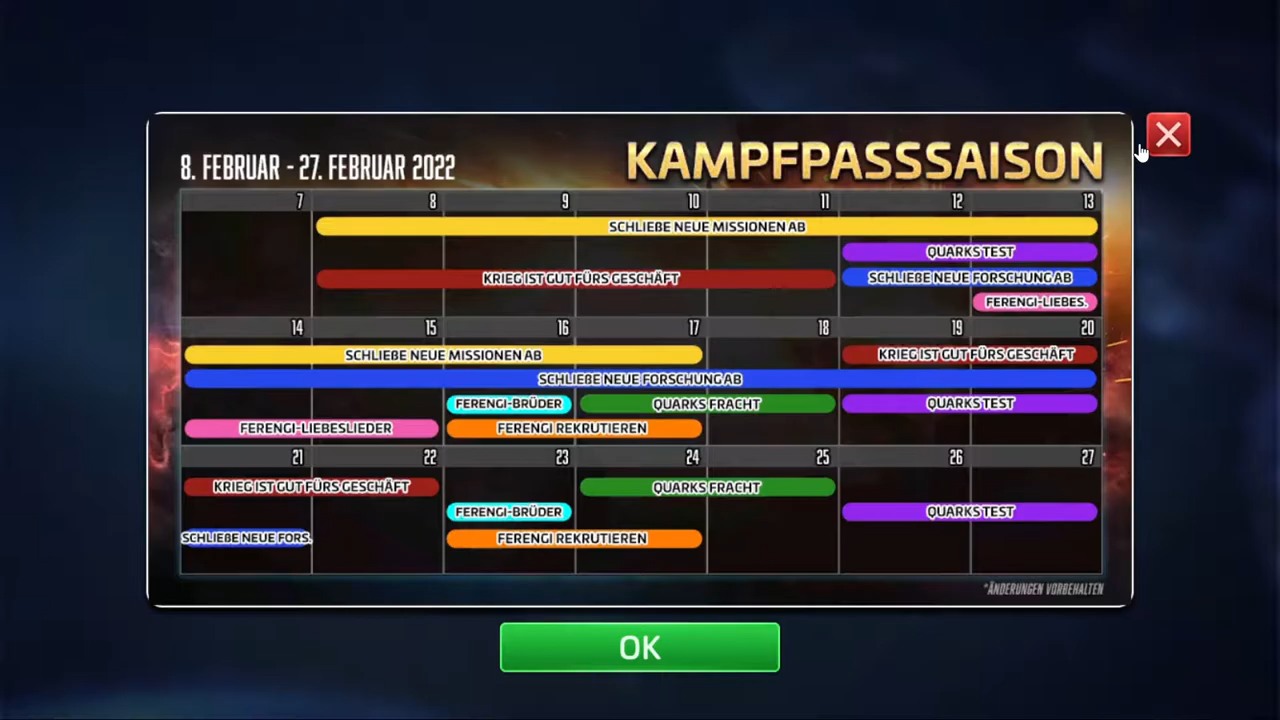 8. FEBRUAR - 27. FEBRUAR 2022
KAMPFPASSSAISON
7 8 9 10 11 12 13
SCHLIEßE NEUE MISSIONEN AB
QUARKS TEST
KRIEG IST GUT FÜRS GESCHÄFT
SCHLIEßE NEUE FORSCHUNG AB
FERENGI-LIEBES.
14 15 16 17 18 19 20
SCHLIEßE NEUE MISSIONEN AB
KRIEG IST GUT FÜRS GESCHÄFT
SCHLIEßE NEUE FORSCHUNG AB
FERENGI-BRÜDER
QUARKS FRACHT
QUARKS TEST
FERENGI-LIEBESLIEDER
FERENGI REKRUTIEREN
21 22 23 24 25 26 27
KRIEG IST GUT FÜRS GESCHÄFT
QUARKS FRACHT
FERENGI-BRÜDER
QUARKS TEST
SCHLIEßE NEUE FORS.
FERENGI REKRUTIEREN
*ÄNDERUNGEN VORBEHALTEN
OK